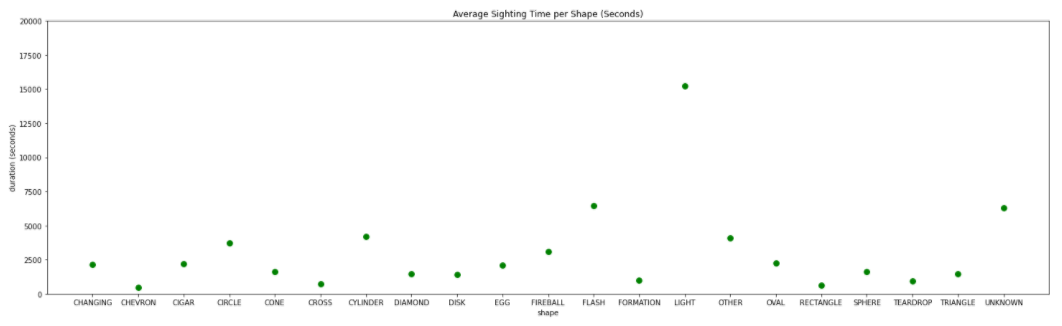 Average Sighting Time per Shape (Seconds)
20000
17500
15000
12500
10000
7500
5000
2500
0
duration (seconds)
CHANGING CHEVRON CIGAR CIRCLE CONE CROSS CYLINDER DIAMOND DISK EGG FIREBALL FLASH FORMATION LIGHT OTHER OVAL RECTANGLE SPHERE TEARDROP TRIANGLE UNKNOWN
shape